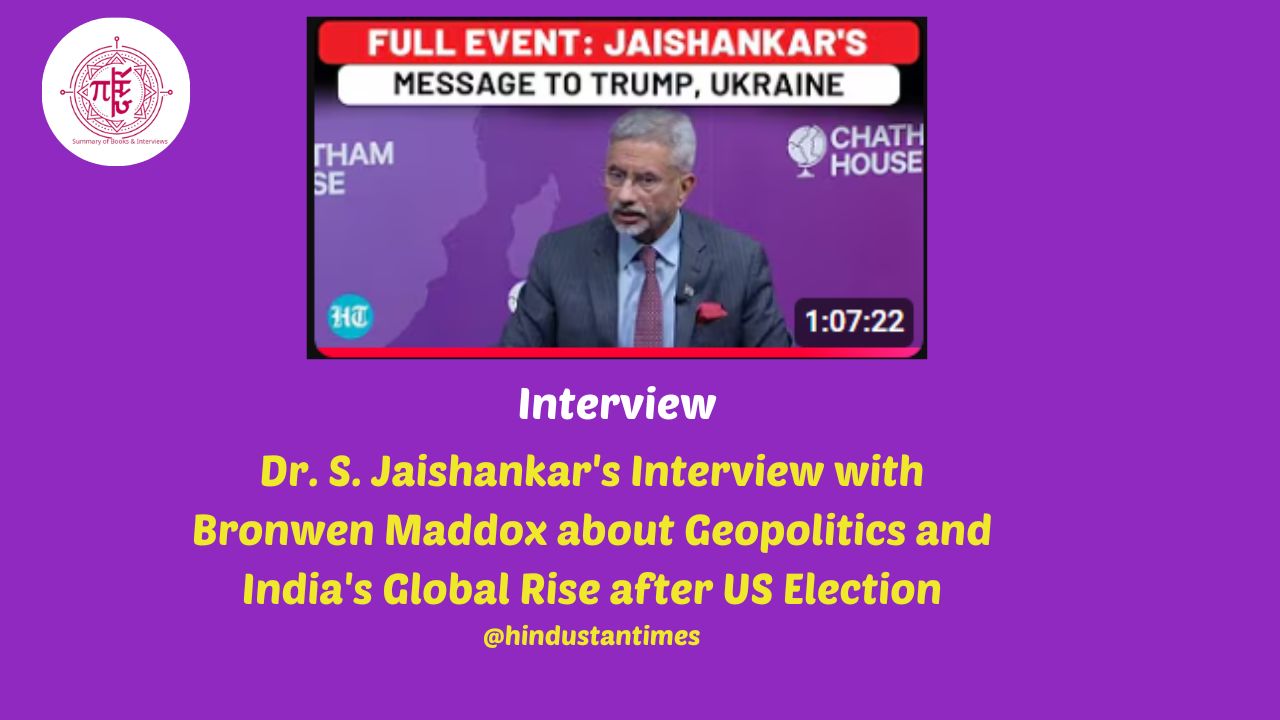 Summary of Books & Interviews
FULL EVENT: JAISHANKAR'S
MESSAGE TO TRUMP, UKRAINE
THAM
SE
CHATH
HOUSE
HT
1:07:22
Interview
Dr. S. Jaishankar's Interview with
Bronwen Maddox about Geopolitics and
India's Global Rise after US Election
@hindustantimes